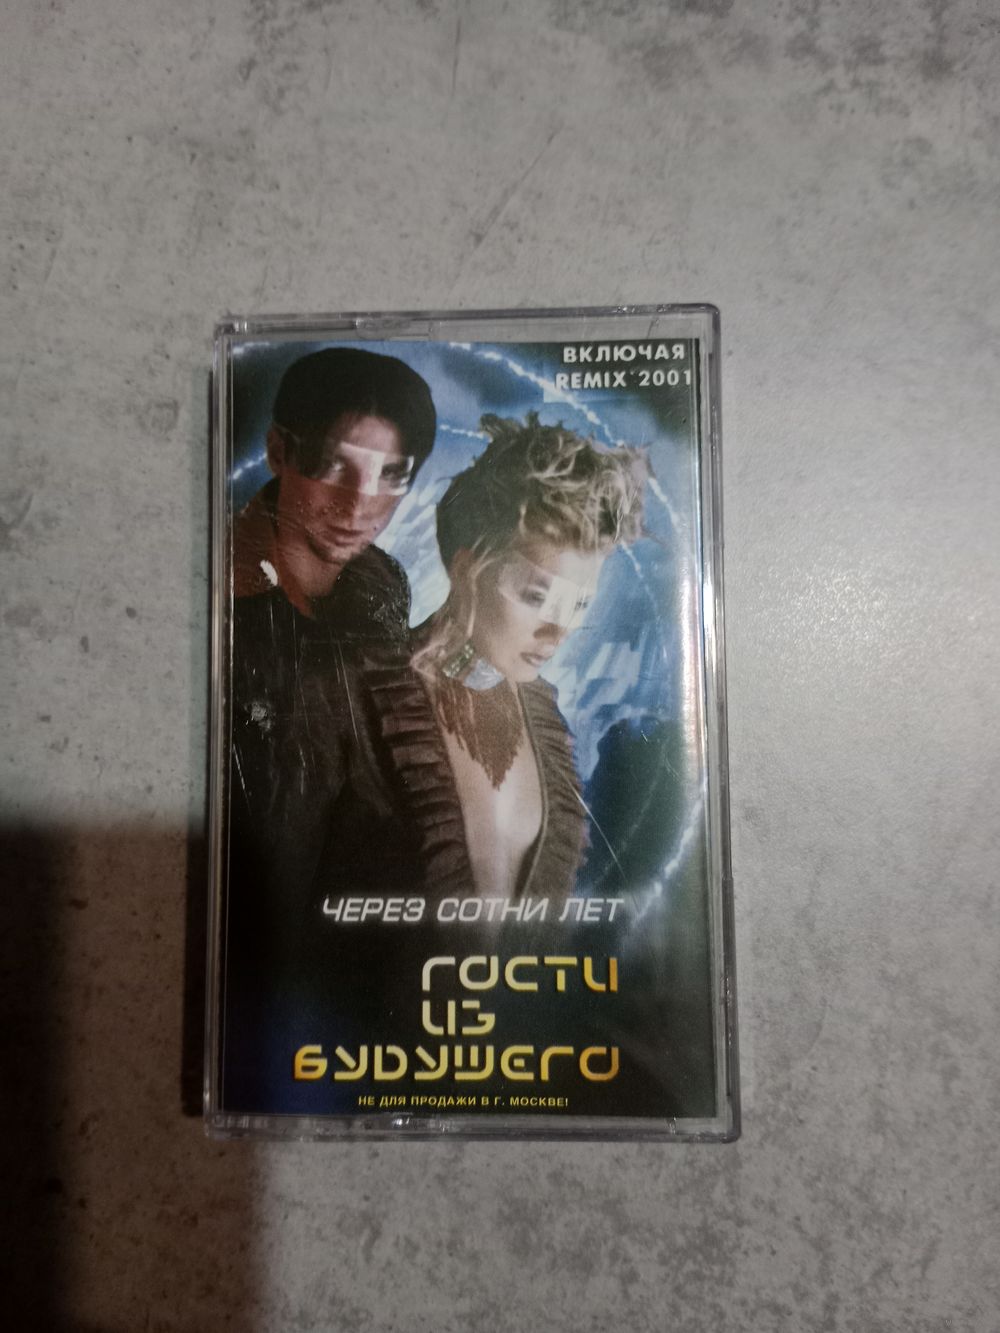 ВКЛЮЧАЯ
REMIX'2001
ЧЕРЕЗ СОТНИ ЛЕТ
ГОСТИ
ИЗ
БУДУЩЕГО
НЕ ДЛЯ ПРОДАЖИ В Г. МОСКВЕ!